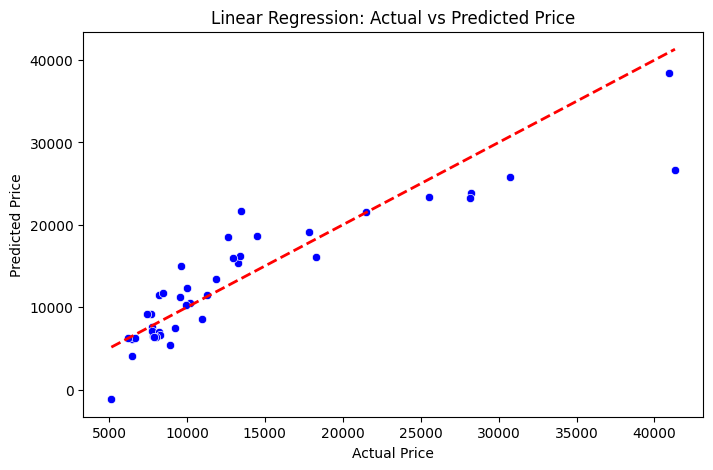 Linear Regression: Actual vs Predicted Price
Predicted Price
40000
30000
20000
10000
0
5000 10000 15000 20000 25000 30000 35000 40000
Actual Price